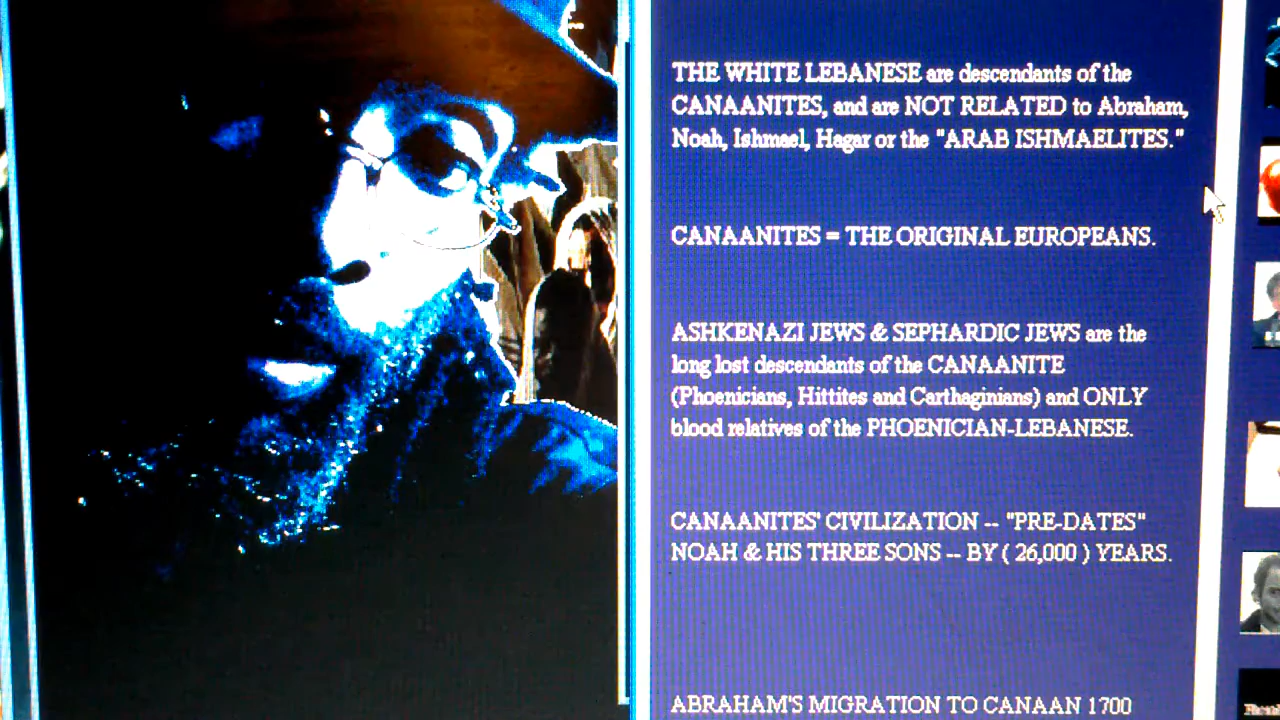 THE WHITE LEBANESE are descendants of the
CANAANITES, and are NOT RELATED to Abraham,
Noah, Ishmael, Hagar or the "ARAB ISHMAELITES."
CANAANITES = THE ORIGINAL EUROPEANS.
ASHKENAZI JEWS & SEPHARDIC JEWS are the
long lost descendants of the CANAANITE
(Phoenicians, Hittites and Carthaginians) and ONLY
blood relatives of the PHOENICIAN-LEBANESE.
CANAANITES' CIVILIZATION -- "PRE-DATES"
NOAH & HIS THREE SONS -- BY ( 26,000 ) YEARS.
ABRAHAM'S MIGRATION TO CANAAN 1700